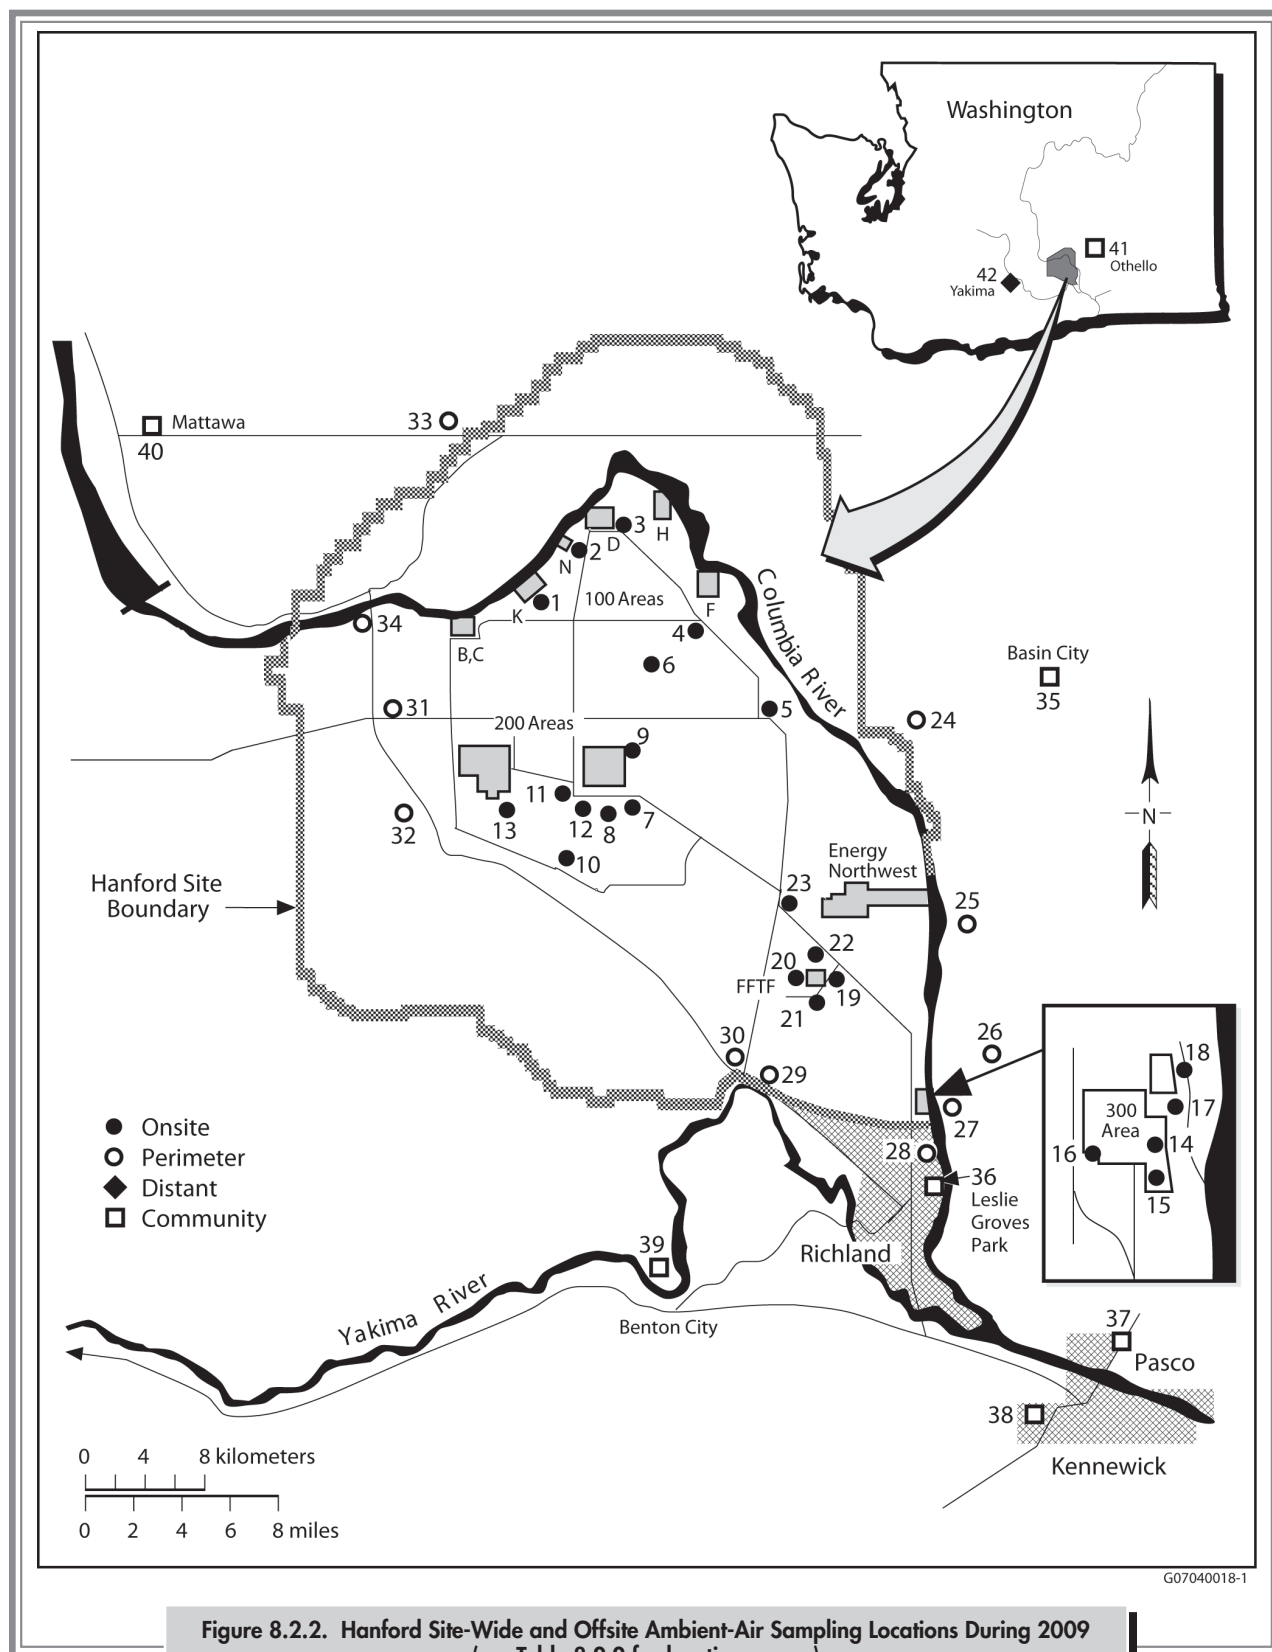 Washington
41
Othello
42
Yakima
33
Mattawa
40
3
H
D
2
N
1
100 Areas
K
F
34
4
B,C
6
Columbia River
Basin City
35
31
5
24
200 Areas
9
11
13
12
8
7
32
10
N
Energy
Northwest
Hanford Site
Boundary
23
25
22
20
FFTF
19
21
30
26
29
18
300
Area
17
27
16
14
28
15
36
Leslie
Groves
Park
Onsite
Perimeter
Distant
Community
39
Richland
Yakima River
Benton City
37
Pasco
38
Kennewick
0 4 8 kilometers
0 2 4 6 8 miles
G07040018-1
Figure 8.2.2. Hanford Site-Wide and Offsite Ambient-Air Sampling Locations During 2009